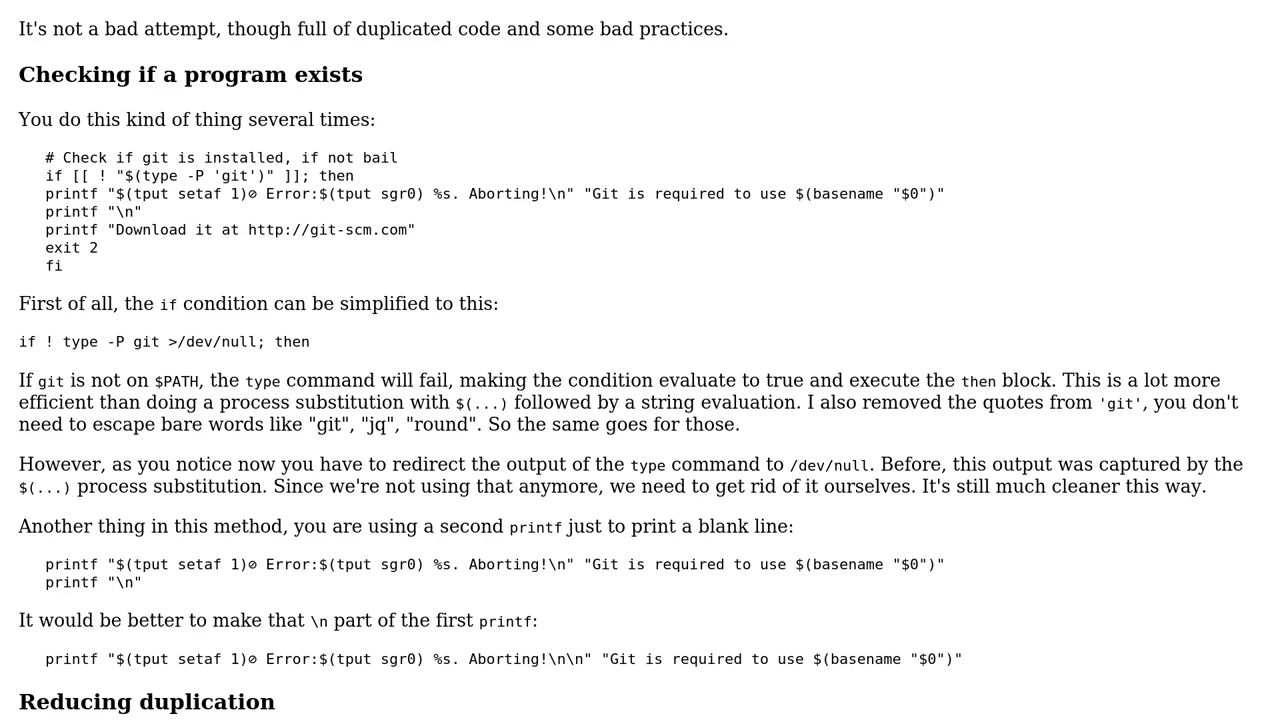 It's not a bad attempt, though full of duplicated code and some bad practices.
Checking if a program exists
You do this kind of thing several times:
# Check if git is installed, if not bail
if [[ ! "$(type -P 'git')" ]]; then
printf "$(tput setaf 1)⊘ Error:$(tput sgr0) %s. Aborting!\n" "Git is required to use $(basename "$0")"
printf "\n"
printf "Download it at http://git-scm.com"
exit 2
fi
First of all, the if condition can be simplified to this:
if ! type -P git >/dev/null; then
If git is not on $PATH, the type command will fail, making the condition evaluate to true and execute the then block. This is a lot more
efficient than doing a process substitution with $(...) followed by a string evaluation. I also removed the quotes from 'git', you don't
need to escape bare words like "git", "jq", "round". So the same goes for those.
However, as you notice now you have to redirect the output of the type command to /dev/null. Before, this output was captured by the
$(...) process substitution. Since we're not using that anymore, we need to get rid of it ourselves. It's still much cleaner this way.
Another thing in this method, you are using a second printf just to print a blank line:
printf "$(tput setaf 1)⊘ Error:$(tput sgr0) %s. Aborting!\n" "Git is required to use $(basename "$0")"
printf "\n"
It would be better to make that \n part of the first printf:
printf "$(tput setaf 1)⊘ Error:$(tput sgr0) %s. Aborting!\n\n" "Git is required to use $(basename "$0")"
Reducing duplication